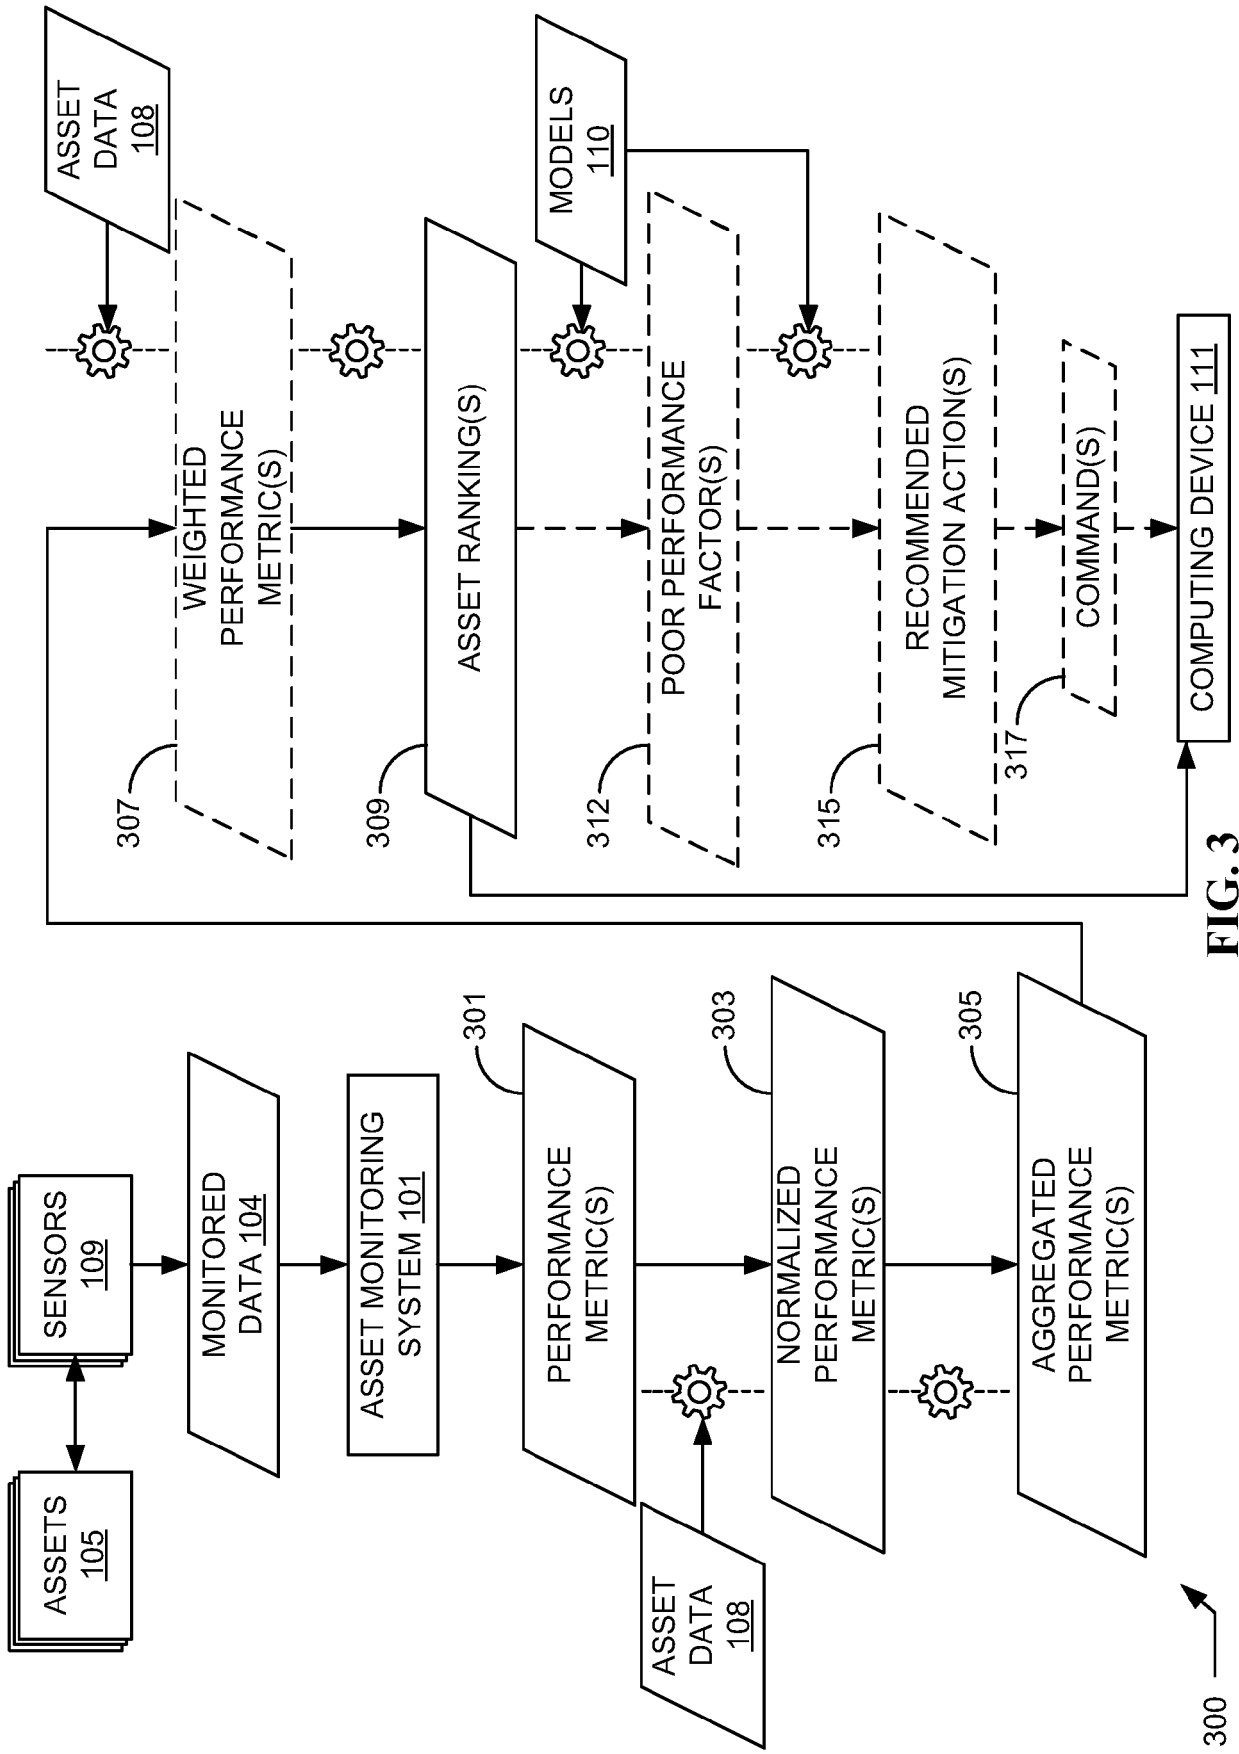 ASSETS
105
SENSORS
109
MONITORED
DATA 104
ASSET MONITORING
SYSTEM 101
301
PERFORMANCE
METRIC(S)
ASSET
DATA
108
303
NORMALIZED
PERFORMANCE
METRIC(S)
305
AGGREGATED
PERFORMANCE
METRIC(S)
300
ASSET
DATA
108
307
WEIGHTED
PERFORMANCE
METRIC(S)
309
ASSET RANKING(S)
MODELS
110
312
POOR PERFORMANCE
FACTOR(S)
315
RECOMMENDED
MITIGATION ACTION(S)
317
COMMAND(S)
COMPUTING DEVICE 111
FIG. 3